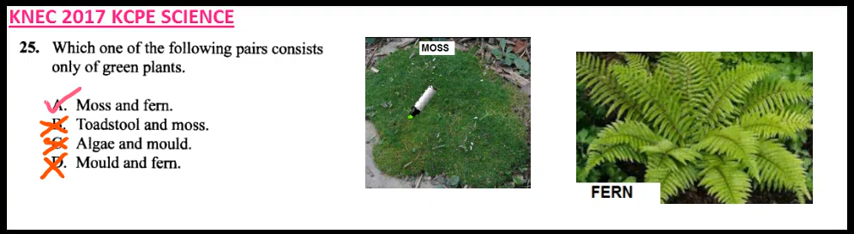 KNEC 2017 KCPE SCIENCE
25. Which one of the following pairs consists
only of green plants.
A. Moss and fern.
B. Toadstool and moss.
C. Algae and mould.
D. Mould and fern.
MOSS
FERN